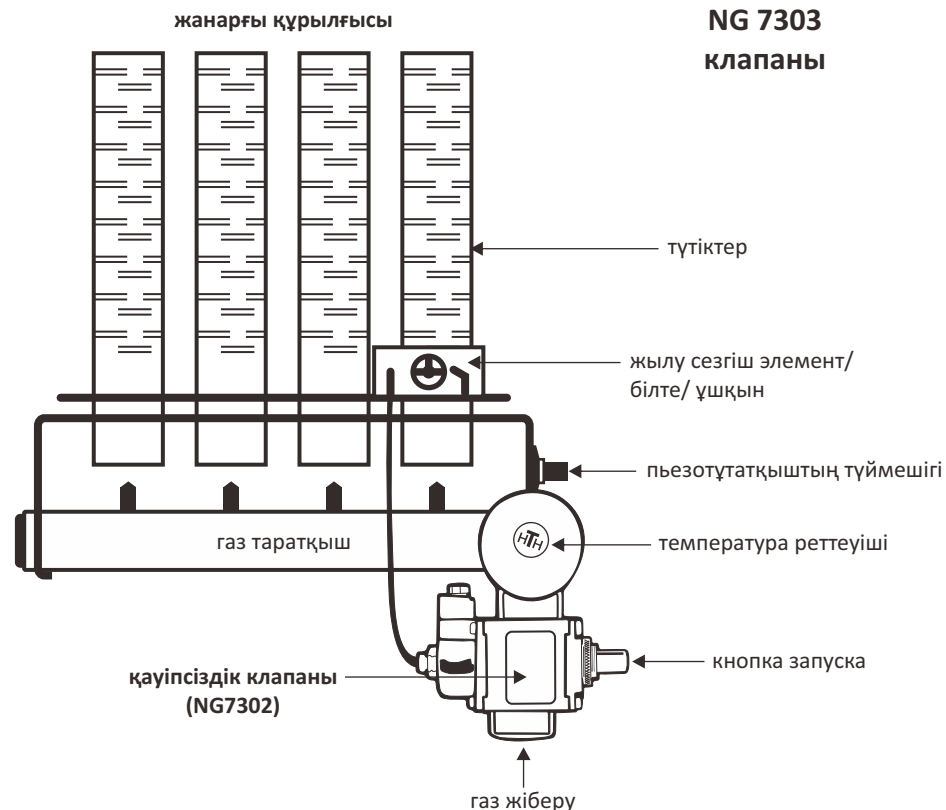 жанарғы құрылғысы
NG 7303
клапаны
түтіктер
жылу сезгіш элемент/
білте/ ұшқын
пьезотұтатқыштың түймешігі
газ таратқыш
НТН
температура реттеуіші
кнопка запуска
қауіпсіздік клапаны
(NG7302)
газ жіберу